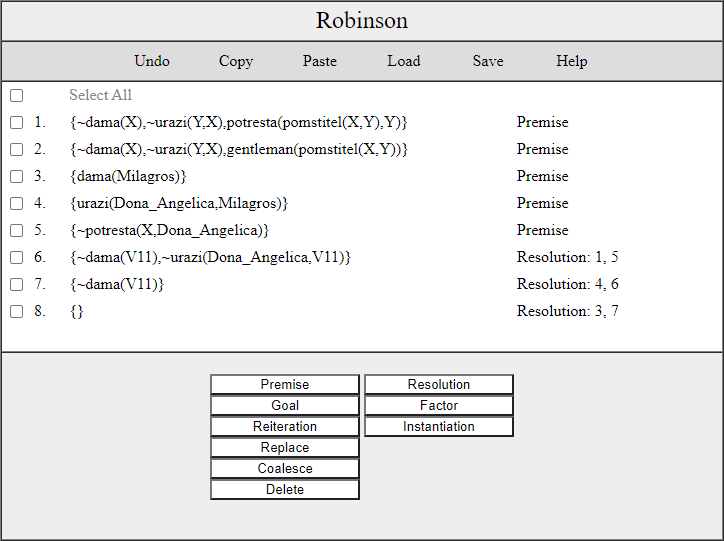 Robinson
Undo Copy Paste Load Save Help
Select All
1. {~dama(X),~urazi(Y,X),potresta(pomstitel(X,Y),Y)} Premise
2. {~dama(X),~urazi(Y,X),gentleman(pomstitel(X,Y))} Premise
3. {dama(Milagros)} Premise
4. {urazi(Dona_Angelica,Milagros)} Premise
5. {~potresta(X,Dona_Angelica)} Premise
6. {~dama(V11),~urazi(Dona_Angelica,V11)} Resolution: 1, 5
7. {~dama(V11)} Resolution: 4, 6
8. {} Resolution: 3, 7
Premise Resolution
Goal Factor
Reiteration Instantiation
Replace
Coalesce
Delete